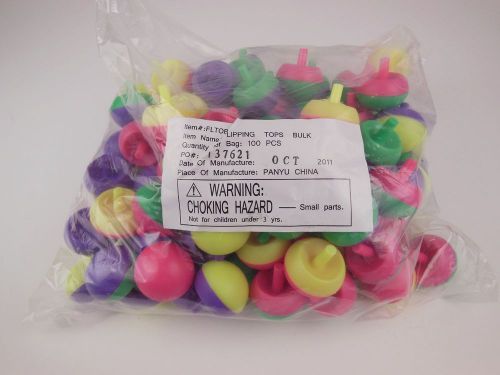 Item#:FLTOP
Item Name: FLIPPING TOPS BULK
Quantity of Bag: 100 PCS
PO#: 137621 OCT 2011
Date Of Manufacture:
Place Of Manufacture: PANYU CHINA
WARNING:
CHOKING HAZARD — Small parts.
Not for children under 3 yrs.